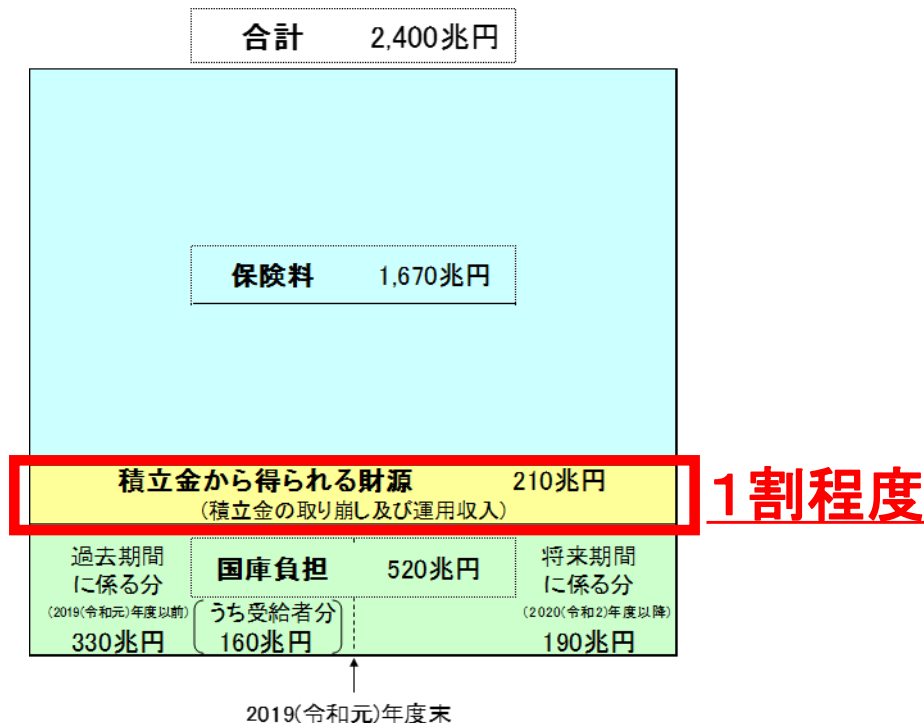 合計 2,400兆円
保険料 1,670兆円
積立金から得られる財源 210兆円
(積立金の取り崩し及び運用収入)
1割程度
過去期間
に係る分
(2019(令和元)年度以前)
330兆円
国庫負担 520兆円
うち受給者分
160兆円
将来期間
に係る分
(2020(令和2)年度以降)
190兆円
2019(令和元)年度末